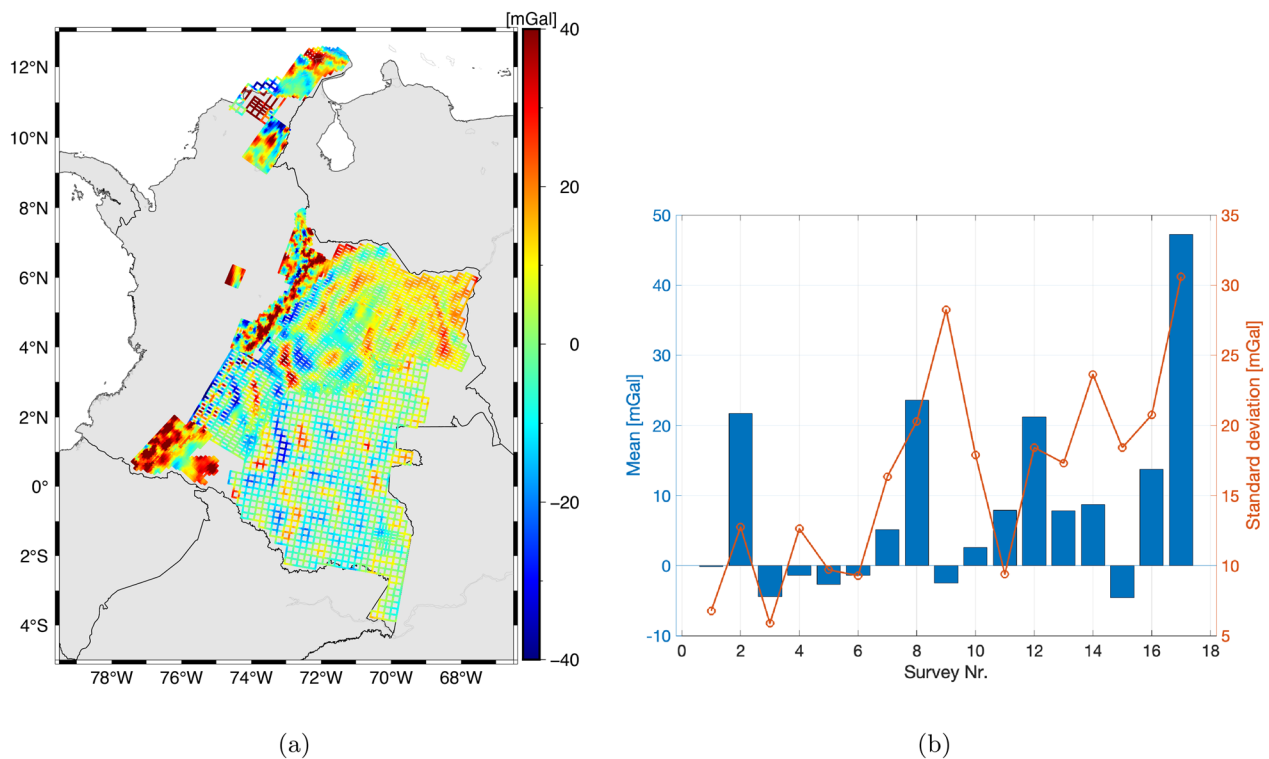 [mGal]
40
20
0
−20
−40
12°N
10°N
8°N
6°N
4°N
2°N
0°
2°S
4°S
78°W 76°W 74°W 72°W 70°W 68°W
(a)
50
40
30
20
10
0
-10
Mean [mGal]
35
30
25
20
15
10
5
Standard deviation [mGal]
0 2 4 6 8 10 12 14 16 18
Survey Nr.
(b)